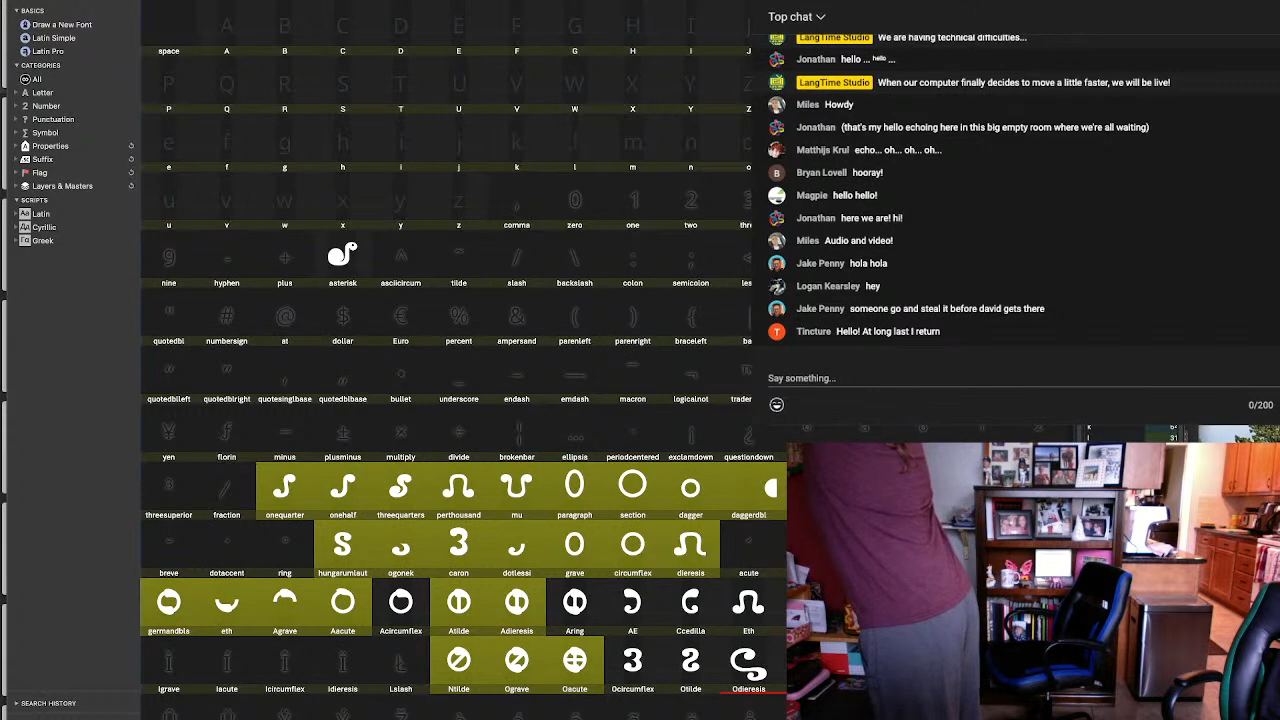 BASICS
Draw a New Font
Latin Simple
Latin Pro
CATEGORIES
All
Letter
Number
Punctuation
Symbol
Properties
Suffix
Flag
Layers & Masters
SCRIPTS
Latin
Cyrillic
Greek
SEARCH HISTORY
A B C D E F G H I J
space A B C D E F G H I J
P Q R S T U V W X Y Z
P Q R S T U V W X Y Z
e f g h i j k l m n o
e f g h i j k l m n o
u v w x y z , 0 1 2
u v w x y z comma zero one two three
9 - + ^ ~ / \ : ; <
nine hyphen plus asterisk asciicircum tilde slash backslash colon semicolon les
" # @ $ € % & ( ) {
quotedbl numbersign at dollar Euro percent ampersand parenleft parenright braceleft ba
quotedblleft quotedblright quotesinglbase quotedblbase bullet underscore endash emdash macron logicalnot trader
¥ ƒ − ± × ÷ ¦ … · ¡ ¿
yen florin minus plusminus multiply divide brokenbar ellipsis periodcentered exclamdown questiondown
threesuperior fraction onequarter onehalf threequarters perthousand mu paragraph section dagger daggerdbl
breve dotaccent ring hungarumlaut ogonek caron dotlessi grave circumflex dieresis acute
germandbls eth Agrave Aacute Acircumflex Atilde Adieresis Aring AE Ccedilla Eth
Igrave Iacute Icircumflex Idieresis Lslash Ntilde Ograve Oacute Ocircumflex Otilde Odieresis
Top chat
LangTime Studio We are having technical difficulties...
Jonathan hello ... hello ...
LangTime Studio When our computer finally decides to move a little faster, we will be live!
Miles Howdy
Jonathan (that's my hello echoing here in this big empty room where we're all waiting)
Matthijs Krul echo... oh... oh... oh...
B Bryan Lovell hooray!
Magpie hello hello!
Jonathan here we are! hi!
Miles Audio and video!
Jake Penny hola hola
Logan Kearsley hey
Jake Penny someone go and steal it before david gets there
T Tincture Hello! At long last I return
Say something...
0/200